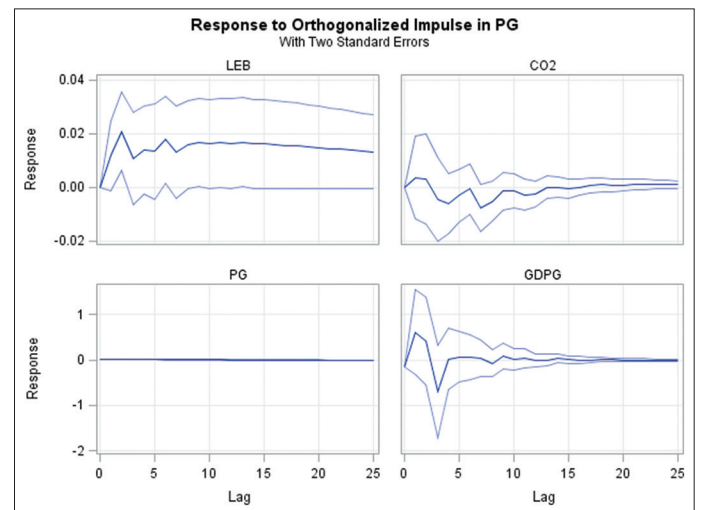 Response to Orthogonalized Impulse in PG
With Two Standard Errors
LEB
CO2
0.04
0.02
0.00
-0.02
Response
PG
GDPG
1
0
-1
-2
Response
0 5 10 15 20 25
0 5 10 15 20 25
Lag
Lag